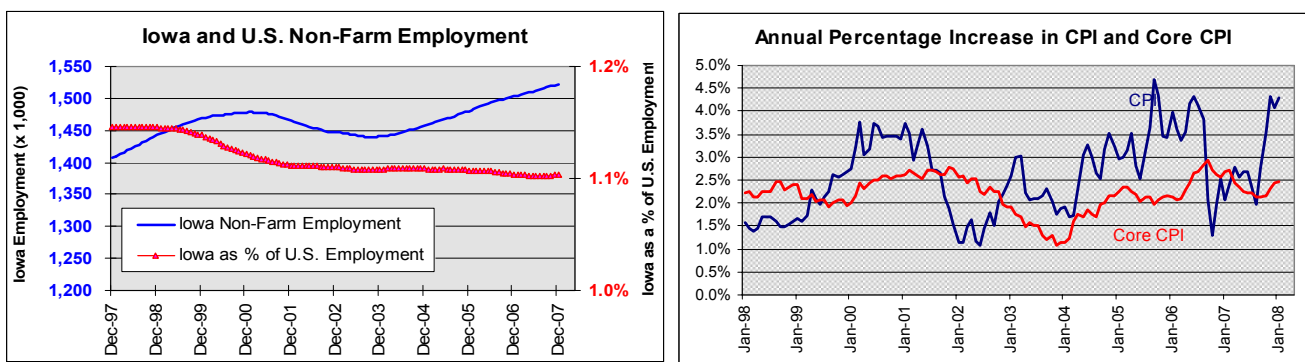 Iowa and U.S. Non-Farm Employment
Iowa Employment (x 1,000)
1,550
1,500
1,450
1,400
1,350
1,300
1,250
1,200
1.2%
1.1%
1.0%
Iowa as a % of U.S. Employment
Iowa Non-Farm Employment
Iowa as % of U.S. Employment
Dec-97
Dec-98
Dec-99
Dec-00
Dec-01
Dec-02
Dec-03
Dec-04
Dec-05
Dec-06
Dec-07
Annual Percentage Increase in CPI and Core CPI
5.0%
4.5%
4.0%
3.5%
3.0%
2.5%
2.0%
1.5%
1.0%
0.5%
0.0%
CPI
Core CPI
Jan-98
Jan-99
Jan-00
Jan-01
Jan-02
Jan-03
Jan-04
Jan-05
Jan-06
Jan-07
Jan-08